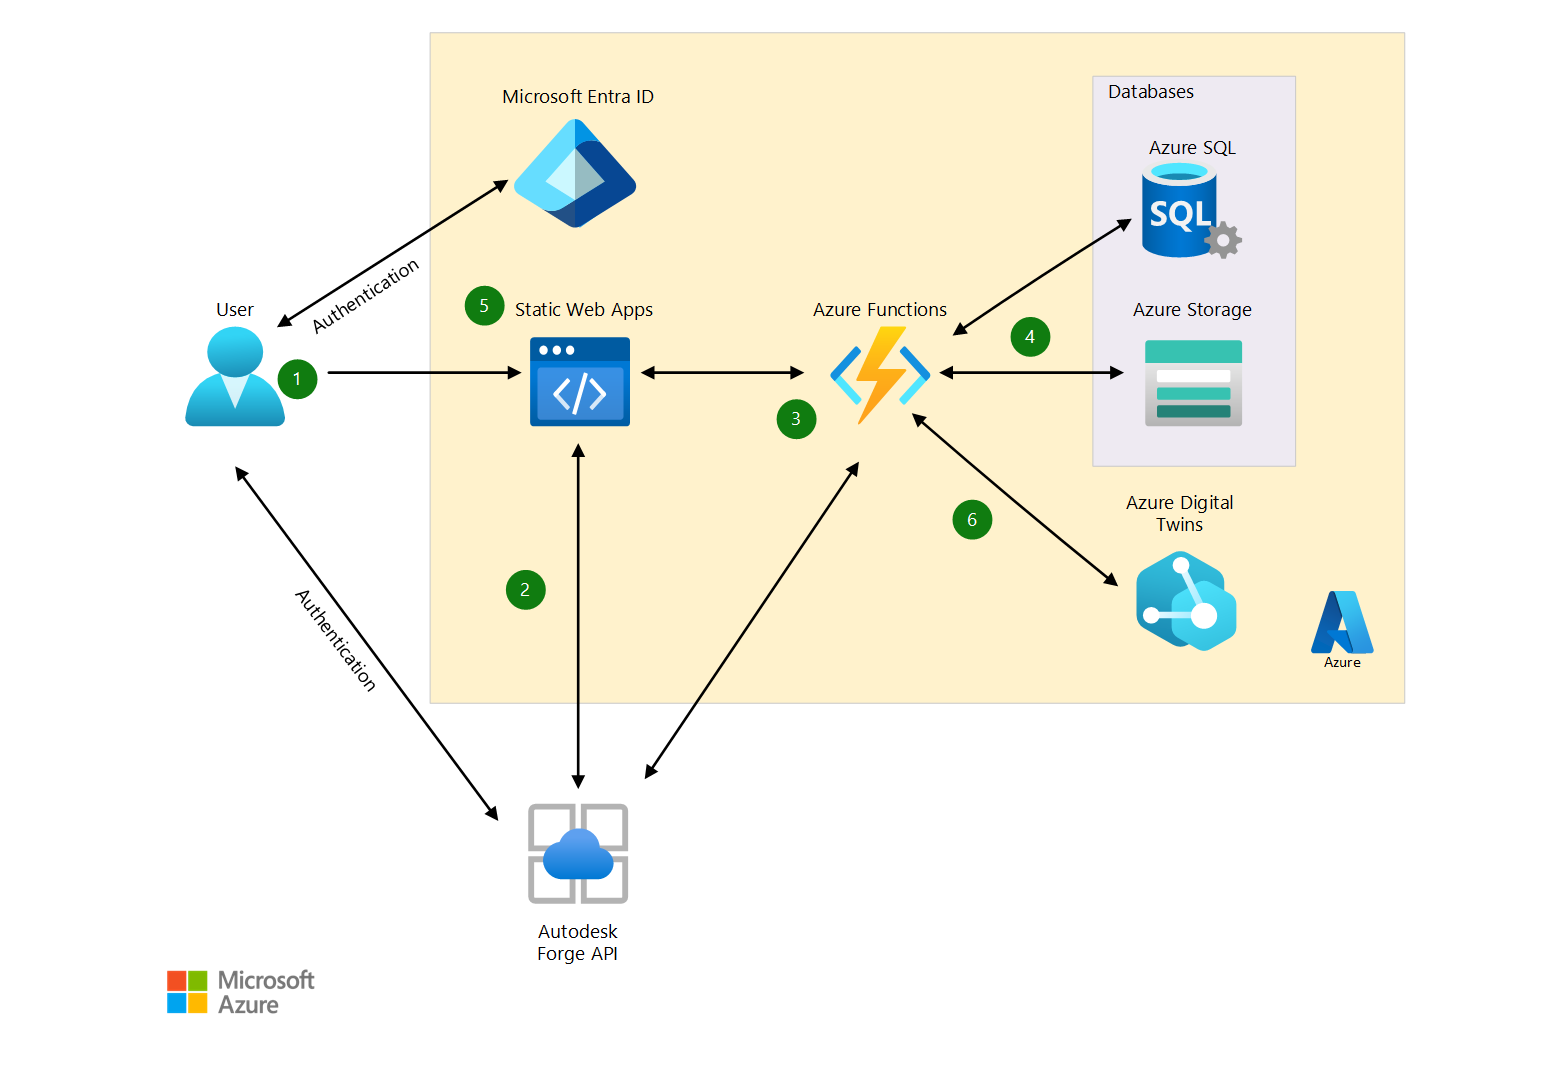 Microsoft Entra ID
Databases
Azure SQL
SQL
Authentication
User
5
Static Web Apps
Azure Functions
4
Azure Storage
1
3
Azure Digital
Twins
6
2
Authentication
Azure
Autodesk
Forge API
Microsoft
Azure